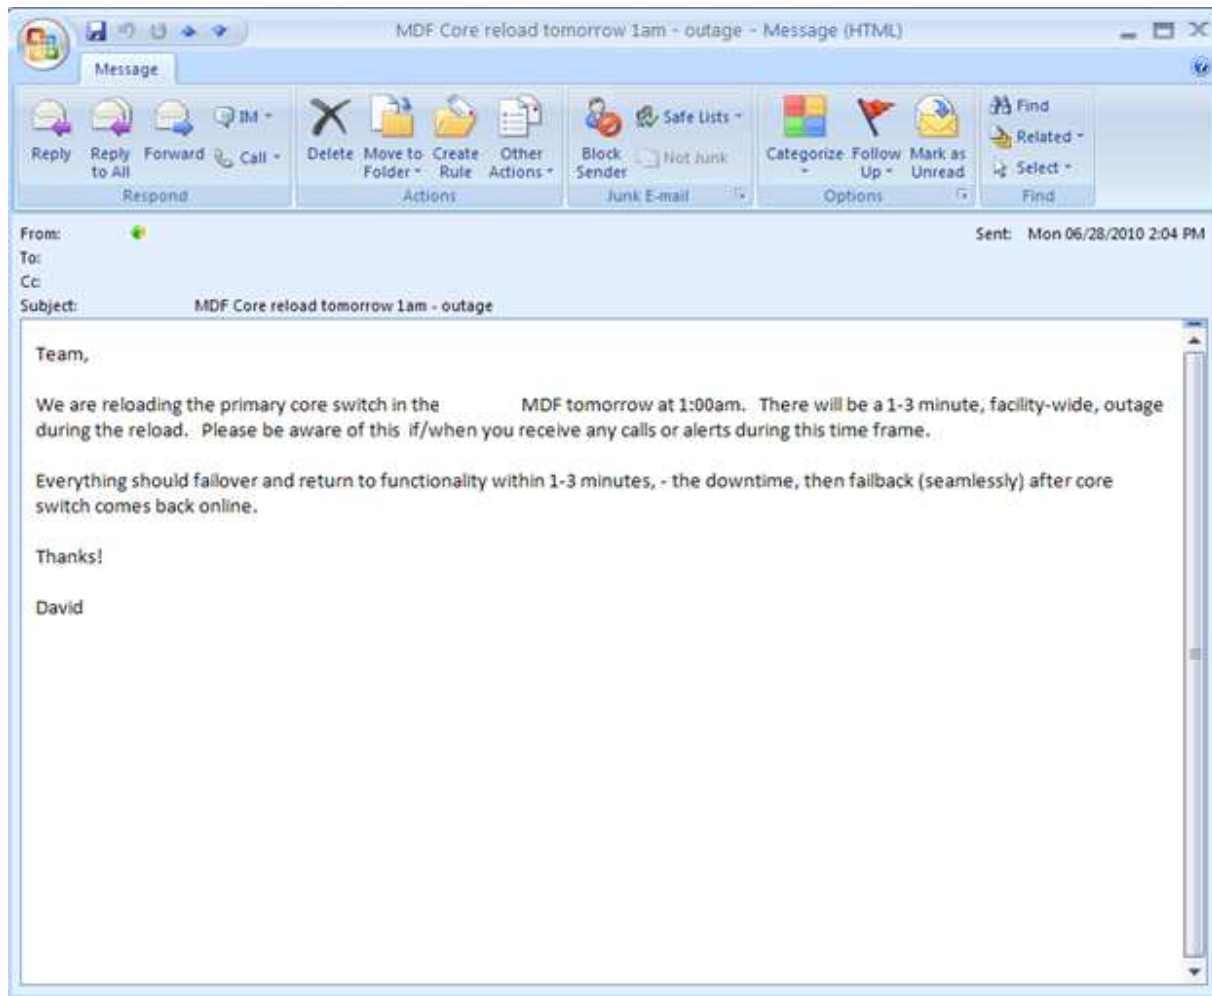 MDF Core reload tomorrow 1am - outage - Message (HTML)
Message
Reply
Reply to All
Forward
IM
Call
Respond
Delete
Move to Folder
Create Rule
Other Actions
Actions
Block Sender
Safe Lists
Not Junk
Junk E-mail
Categorize
Follow Up
Mark as Unread
Options
Find
Related
Select
Find
From:
Sent: Mon 06/28/2010 2:04 PM
To:
Cc:
Subject: MDF Core reload tomorrow 1am - outage
Team,
We are reloading the primary core switch in the MDF tomorrow at 1:00am. There will be a 1-3 minute, facility-wide, outage
during the reload. Please be aware of this if/when you receive any calls or alerts during this time frame.
Everything should failover and return to functionality within 1-3 minutes, - the downtime, then failback (seamlessly) after core
switch comes back online.
Thanks!
David